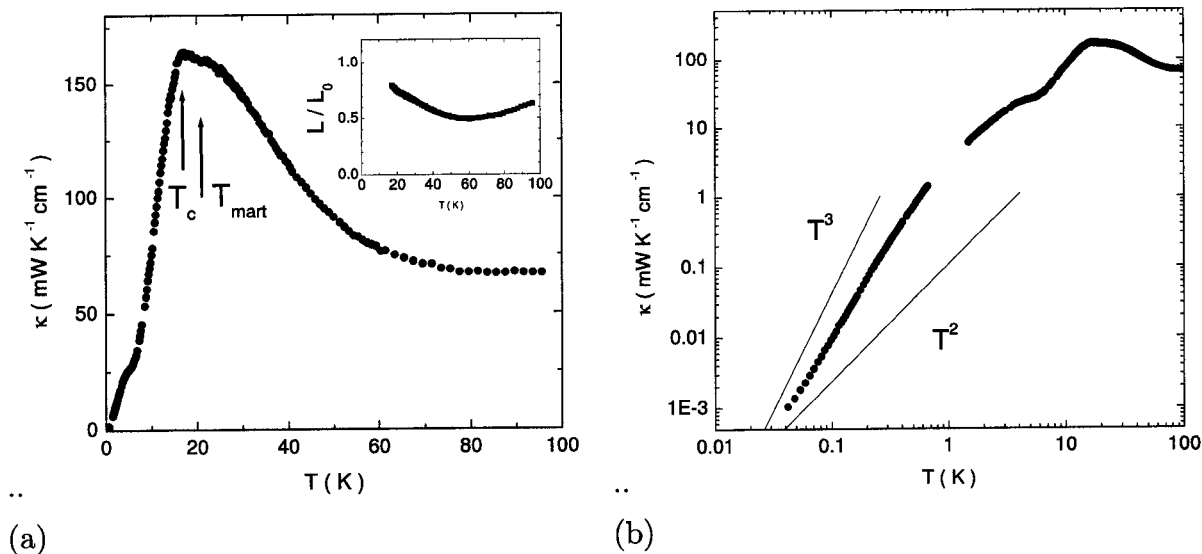 150
100
50
0
0 20 40 60 80 100
κ ( mW K⁻¹ cm⁻¹ )
T ( K )
T_c T_mart
1.0
0.5
0.0
0 20 40 60 80 100
L / L₀
T ( K )
..
(a)
100
10
1
0.1
0.01
1E-3
0.01 0.1 1 10 100
κ ( mW K⁻¹ cm⁻¹ )
T ( K )
T³
T²
..
(b)